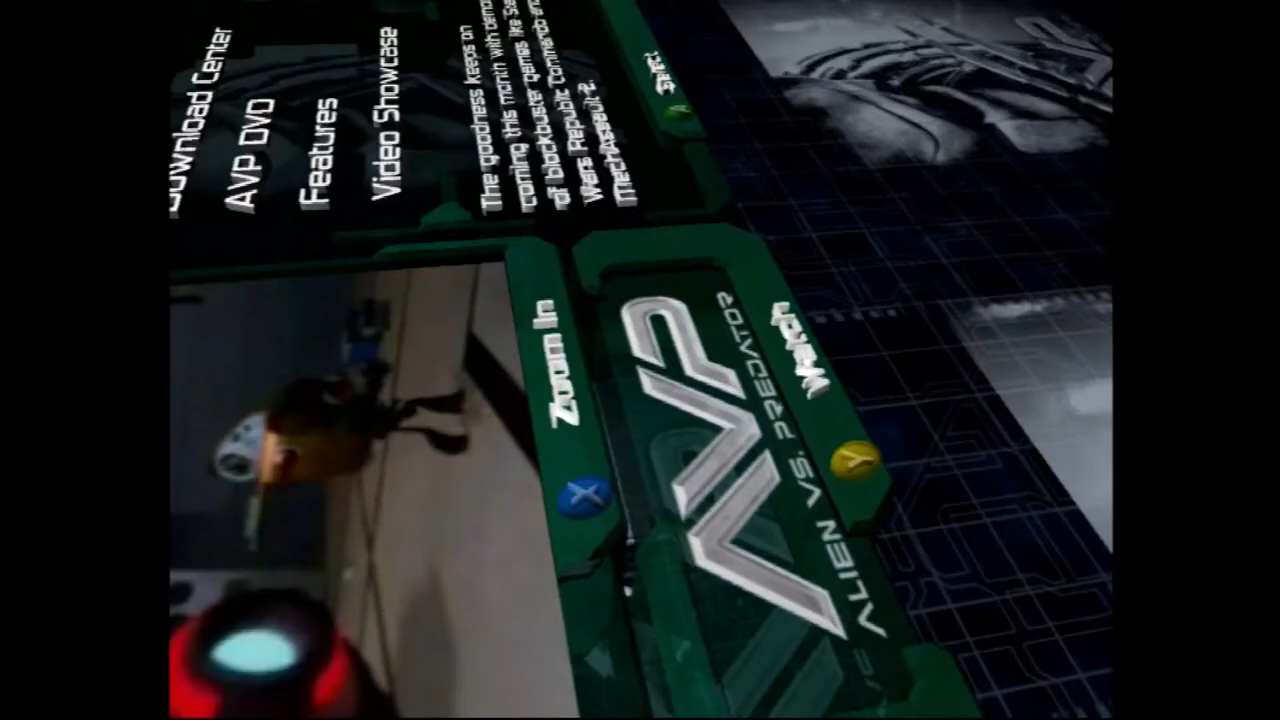 Download Center
AVP DVD
Features
Video Showcase
The goodness keeps on
coming this month with demos
of blockbuster games like Star
Wars Republic Commando and
MechAssault 2.
Select
A
Zoom In
X
AVP
ALIEN VS. PREDATOR
Watch
Y